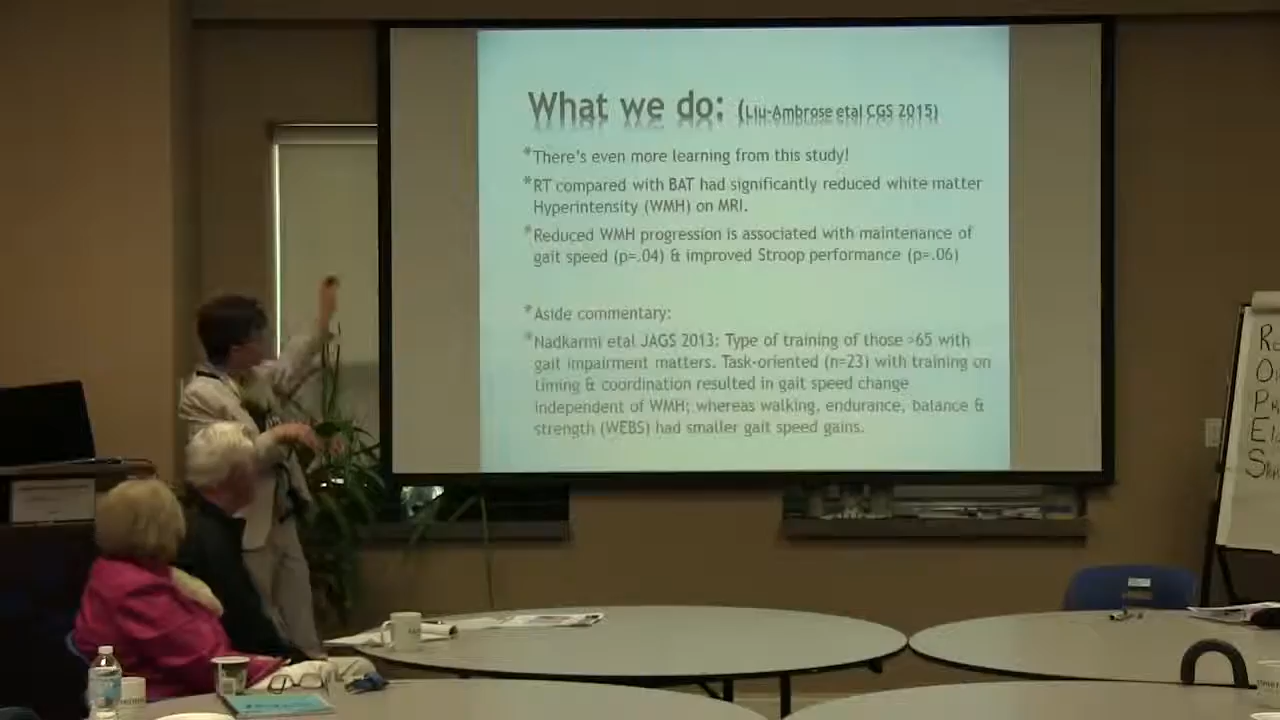 What we do: (Liu-Ambrose etal CGS 2015)
*There's even more learning from this study!
*RT compared with BAT had significantly reduced white matter
Hyperintensity (WMH) on MRI.
*Reduced WMH progression is associated with maintenance of
gait speed (p=.04) & improved Stroop performance (p=.06)
*Aside commentary:
*Nadkarni etal JAGS 2013: Type of training of those >65 with
gait impairment matters. Task-oriented (n=23) with training on
timing & coordination resulted in gait speed change
independent of WMH; whereas walking, endurance, balance &
strength (WEBS) had smaller gait speed gains.
R
O
P
E
S